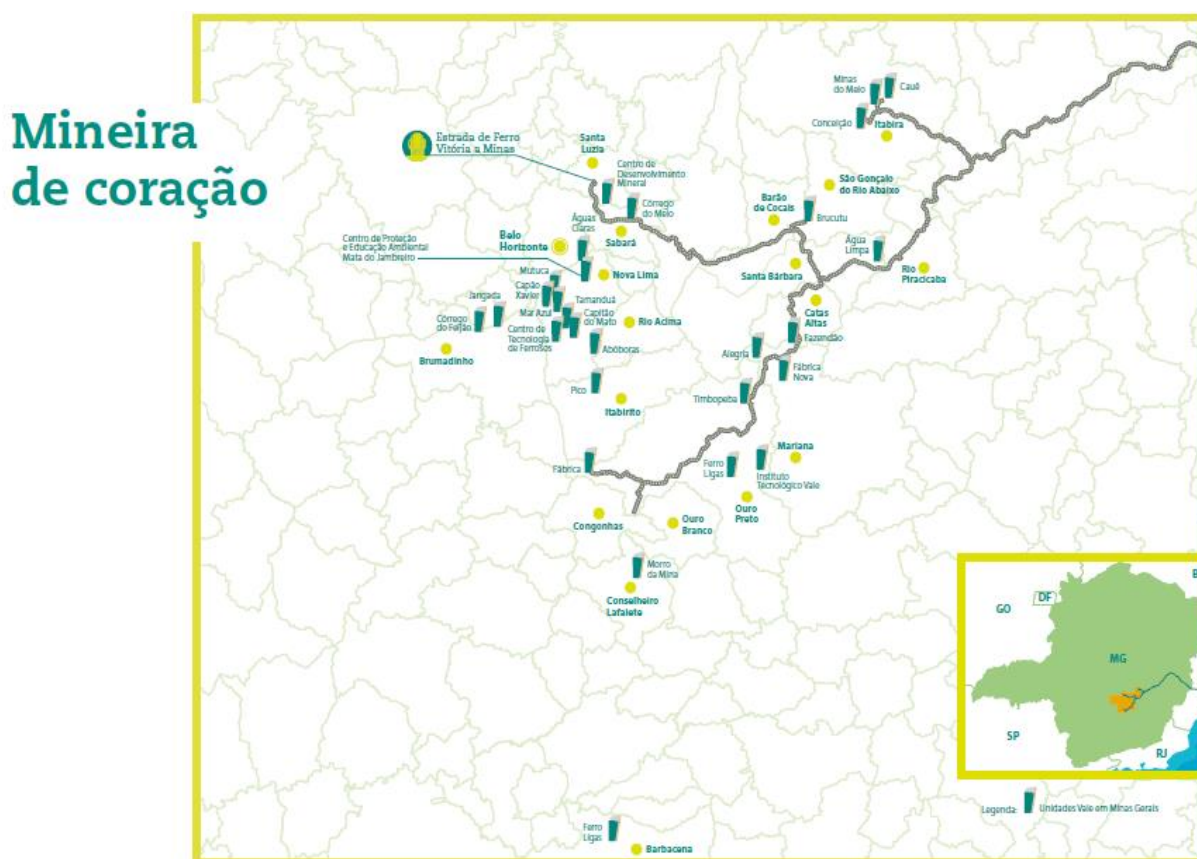 Mineira
de coração
Minas
do Meio
Cauê
Conceição
Itabira
Estrada de Ferro
Vitória a Minas
Santa
Luzia
Centro de
Desenvolvimento
Mineral
Córrego
do Meio
São Gonçalo
do Rio Abaixo
Barão
de Cocais
Brucutu
Águas
Claras
Sabará
Belo
Horizonte
Centro de Proteção
e Educação Ambiental
Mata do Jambreiro
Nova Lima
Santa Bárbara
Água
Limpa
Rio
Piracicaba
Mutuca
Capão
Xavier
Tamanduá
Mar Azul
Capitão
do Mato
Jangada
Córrego
do Feijão
Centro de
Tecnologia
de Ferrosos
Rio Acima
Catas
Altas
Fazendão
Abóboras
Alegria
Brumadinho
Fábrica
Nova
Pico
Itabirito
Timbopeba
Mariana
Fábrica
Ferro
Ligas
Instituto
Tecnológico Vale
Ouro
Preto
Congonhas
Ouro
Branco
Morro
da Mina
Conselheiro
Lafaiete
B
GO
DF
MG
SP
RJ
Legenda:
Unidades Vale em Minas Gerais
Ferro
Ligas
Barbacena